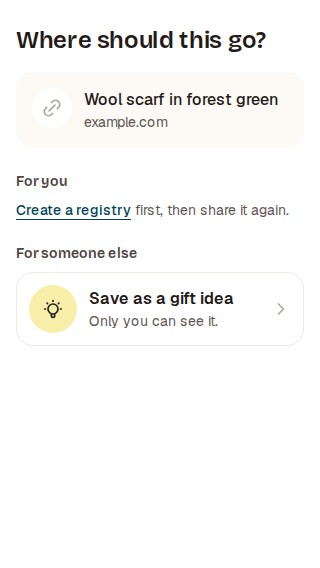 Where should this go?
Wool scarf in forest green
example.com
For you
Create a registry first, then share it again.
For someone else
Save as a gift idea
Only you can see it.